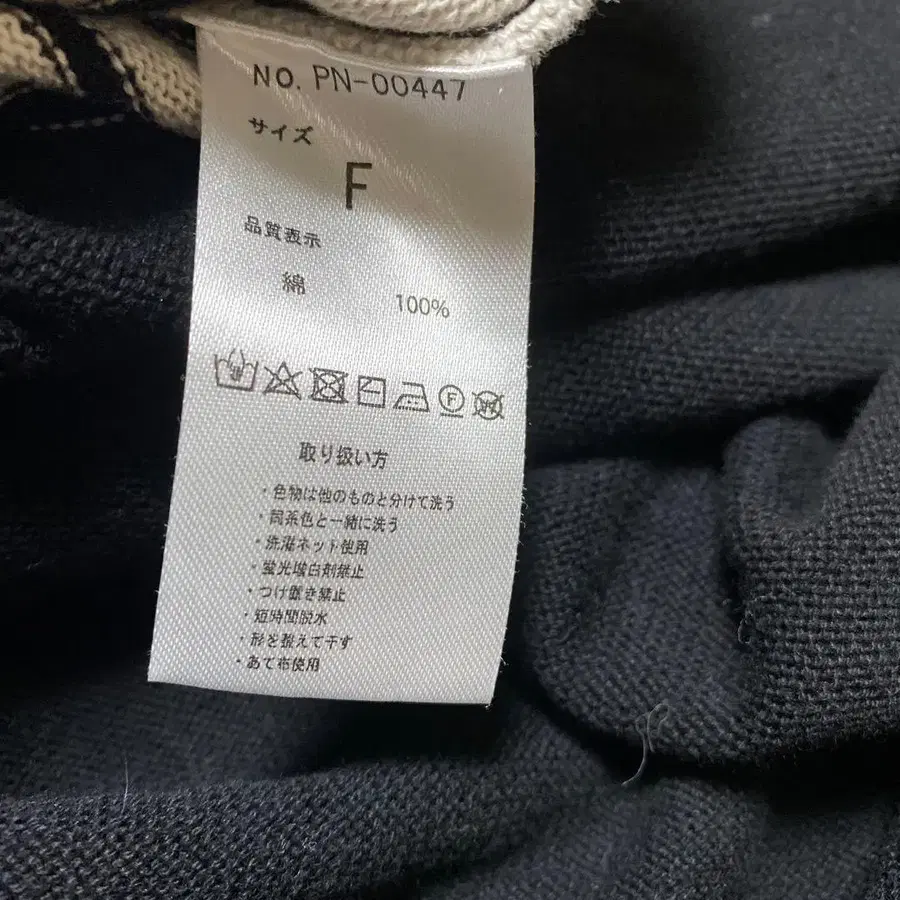 NO. PN-00447
サイズ
F
品質表示
綿 100%
F W
取り扱い方
・色物は他のものと分けて洗う
・同系色と一緒に洗う
・洗濯ネット使用
・蛍光増白剤禁止
・つけ置き禁止
・短時間脱水
・形を整えて干す
・あて布使用